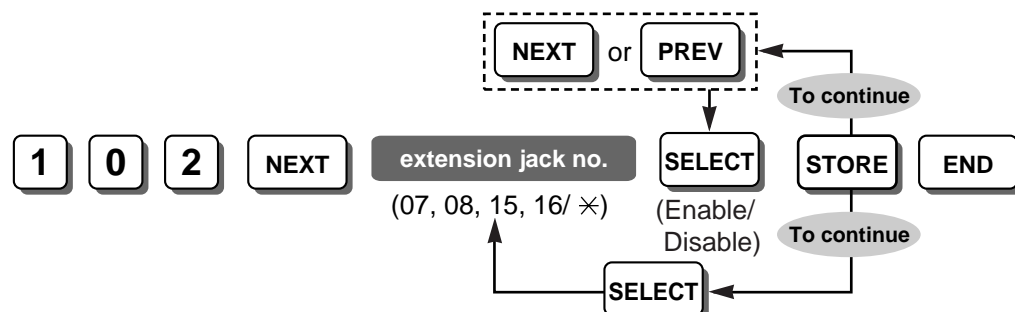 NEXT or PREV
To continue
1 0 2 NEXT extension jack no. SELECT STORE END
(07, 08, 15, 16/ ✳)
(Enable/
Disable)
To continue
SELECT